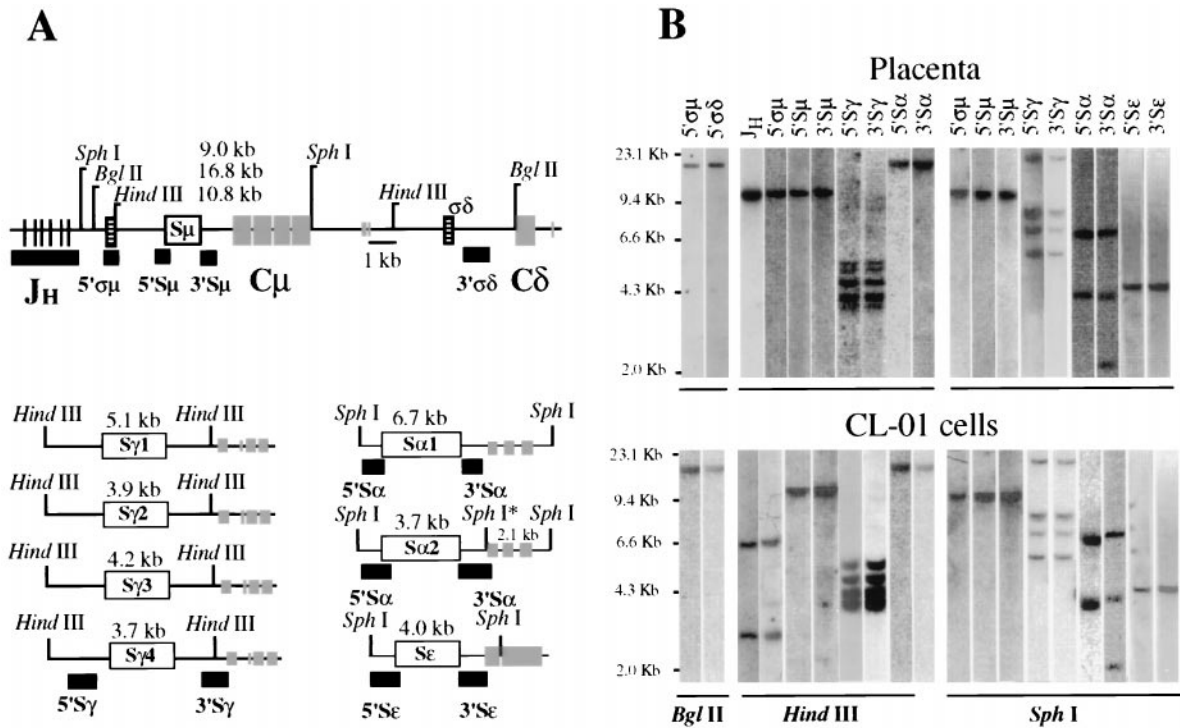 A
Sph I
Bgl II
Hind III
9.0 kb
16.8 kb
10.8 kb
Sph I
Hind III
Bgl II
Sμ
σδ
1 kb
JH
5'σμ
5'Sμ
3'Sμ
Cμ
3'σδ
Cδ
Hind III 5.1 kb Hind III
Sγ1
Hind III 3.9 kb Hind III
Sγ2
Hind III 4.2 kb Hind III
Sγ3
Hind III 3.7 kb Hind III
Sγ4
5'Sγ 3'Sγ
Sph I 6.7 kb Sph I
Sα1
5'Sα 3'Sα
Sph I 3.7 kb Sph I* Sph I
Sα2 2.1 kb
5'Sα 3'Sα
Sph I 4.0 kb Sph I
Sε
5'Sε 3'Sε
B
Placenta
5'σμ 5'σδ JH 5'σμ 5'Sμ 3'Sμ 5'Sγ 3'Sγ 5'Sα 3'Sα 5'σμ 5'Sμ 3'Sμ 5'Sγ 3'Sγ 5'Sα 3'Sα 5'Sε 3'Sε
23.1 Kb
9.4 Kb
6.6 Kb
4.3 Kb
2.0 Kb
CL-01 cells
23.1 Kb
9.4 Kb
6.6 Kb
4.3 Kb
2.0 Kb
Bgl II Hind III Sph I